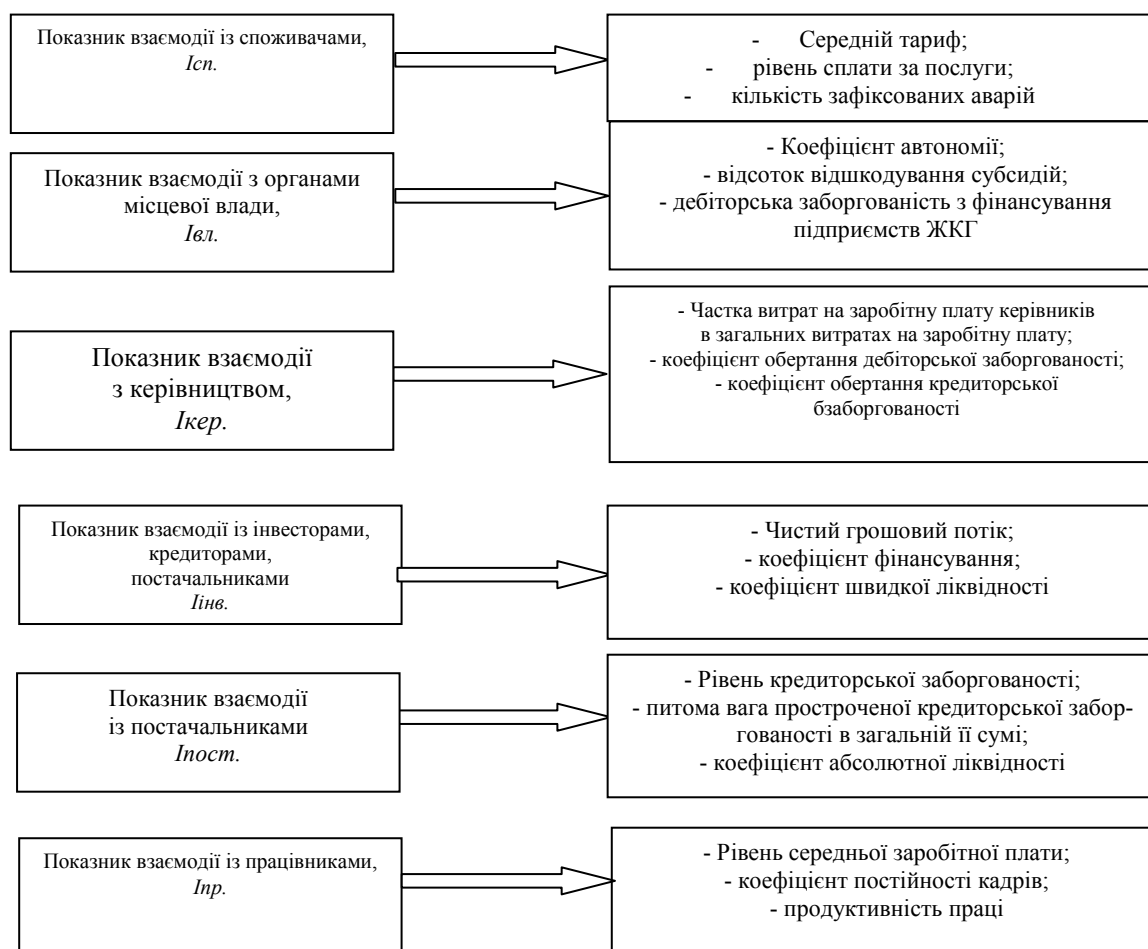 Показник взаємодії із споживачами,
Ісп.
- Середній тариф;
- рівень сплати за послуги;
- кількість зафіксованих аварій
Показник взаємодії з органами
місцевої влади,
Івл.
- Коефіцієнт автономії;
- відсоток відшкодування субсидій;
- дебіторська заборгованість з фінансування
підприємств ЖКГ
Показник взаємодії
з керівництвом,
Ікер.
- Частка витрат на заробітну плату керівників
в загальних витратах на заробітну плату;
- коефіцієнт обертання дебіторської заборгованості;
- коефіцієнт обертання кредиторської
бзаборгованості
Показник взаємодії із інвесторами,
кредиторами,
постачальниками
Іінв.
- Чистий грошовий потік;
- коефіцієнт фінансування;
- коефіцієнт швидкої ліквідності
Показник взаємодії
із постачальниками
Іпост.
- Рівень кредиторської заборгованості;
- питома вага простроченої кредиторської забор-
гованості в загальній її сумі;
- коефіцієнт абсолютної ліквідності
Показник взаємодії із працівниками,
Іпр.
- Рівень середньої заробітної плати;
- коефіцієнт постійності кадрів;
- продуктивність праці